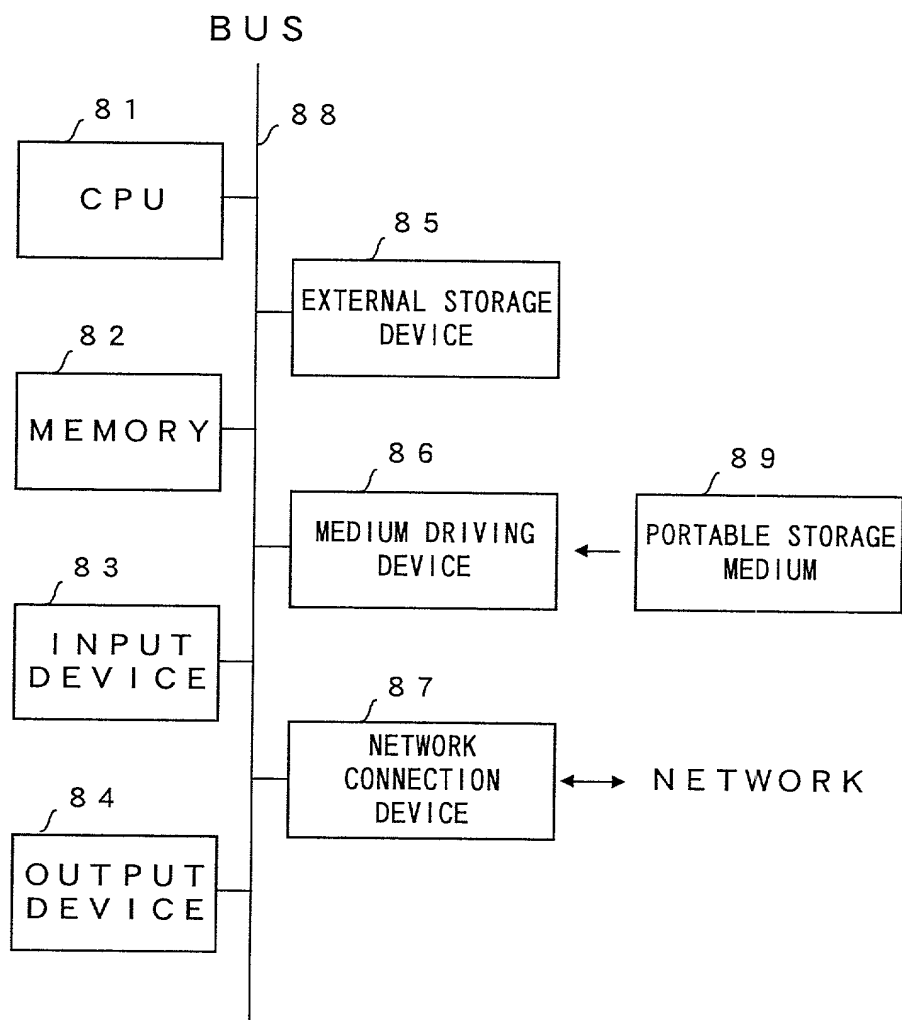 BUS
81
88
CPU
85
EXTERNAL STORAGE
DEVICE
82
MEMORY
86
89
MEDIUM DRIVING
DEVICE
PORTABLE STORAGE
MEDIUM
83
INPUT
DEVICE
87
NETWORK
CONNECTION
DEVICE
NETWORK
84
OUTPUT
DEVICE